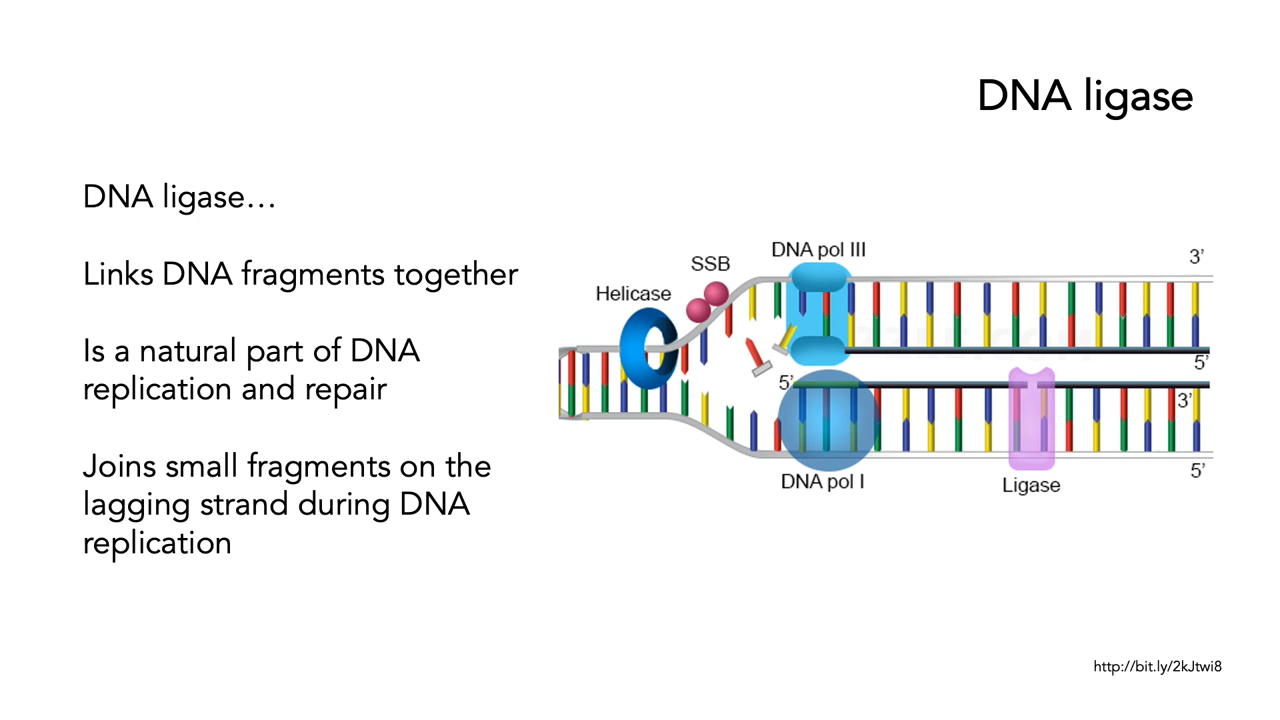 DNA ligase
DNA ligase…
Links DNA fragments together
Is a natural part of DNA
replication and repair
Joins small fragments on the
lagging strand during DNA
replication
DNA pol III
3’
SSB
Helicase
5’
5’
3’
DNA pol I
Ligase
5’
http://bit.ly/2kJtwi8